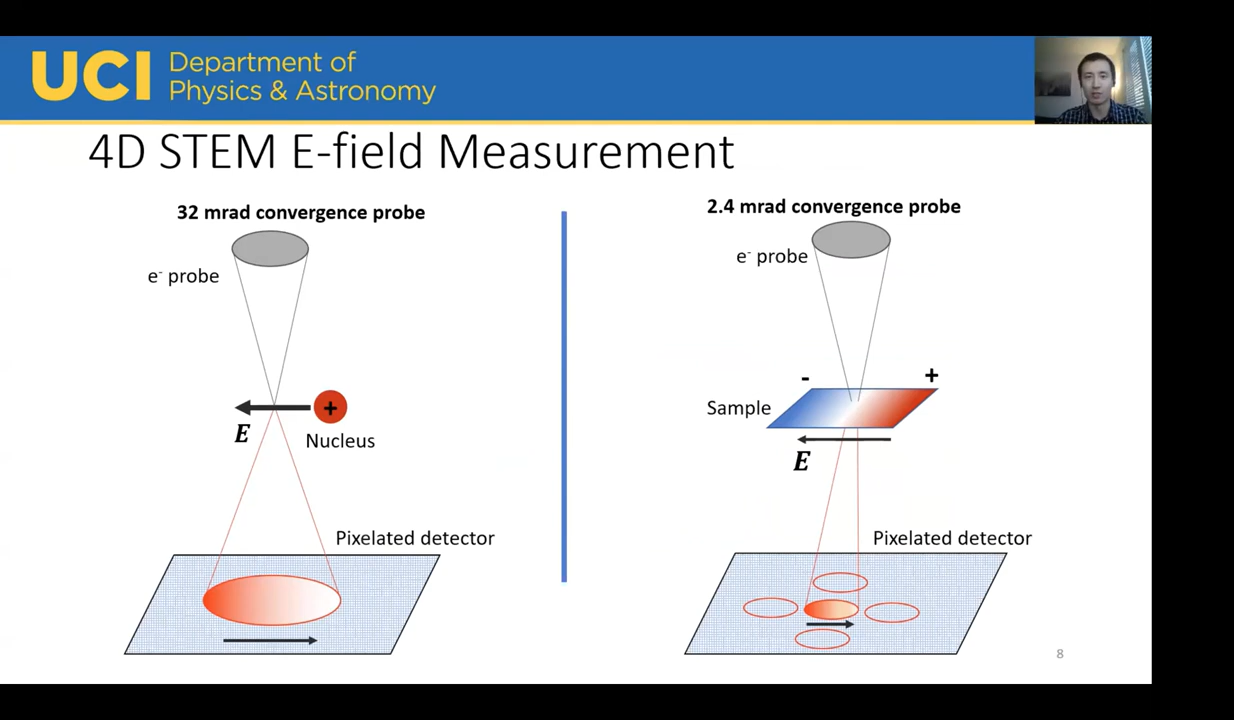 UCI Department of
Physics & Astronomy
4D STEM E-field Measurement
32 mrad convergence probe
e⁻ probe
+
E
Nucleus
Pixelated detector
2.4 mrad convergence probe
e⁻ probe
- +
Sample
E
Pixelated detector
8